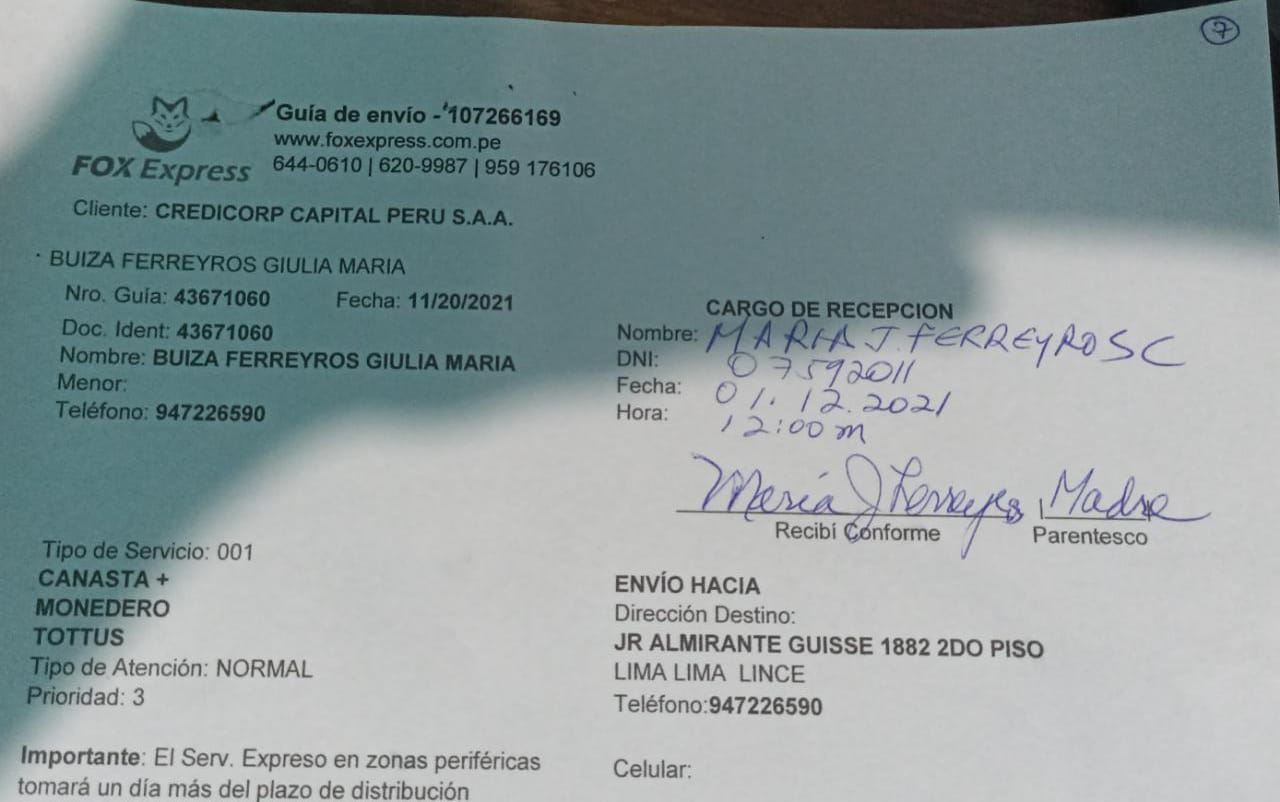 7
Guía de envío - 107266169
www.foxexpress.com.pe
FOX Express
644-0610 | 620-9987 | 959 176106
Cliente: CREDICORP CAPITAL PERU S.A.A.
BUIZA FERREYROS GIULIA MARIA
Nro. Guía: 43671060 Fecha: 11/20/2021
Doc. Ident: 43671060
Nombre: BUIZA FERREYROS GIULIA MARIA
Menor:
Teléfono: 947226590
CARGO DE RECEPCION
Nombre: MARIA J. FERREYROS C
DNI: 07592011
Fecha: 01.12.2021
Hora: 12:00 m
María J Ferreyros Madre
Recibí Conforme Parentesco
Tipo de Servicio: 001
CANASTA +
MONEDERO
TOTTUS
Tipo de Atención: NORMAL
Prioridad: 3
ENVÍO HACIA
Dirección Destino:
JR ALMIRANTE GUISSE 1882 2DO PISO
LIMA LIMA LINCE
Teléfono:947226590
Importante: El Serv. Expreso en zonas periféricas
tomará un día más del plazo de distribución
Celular: